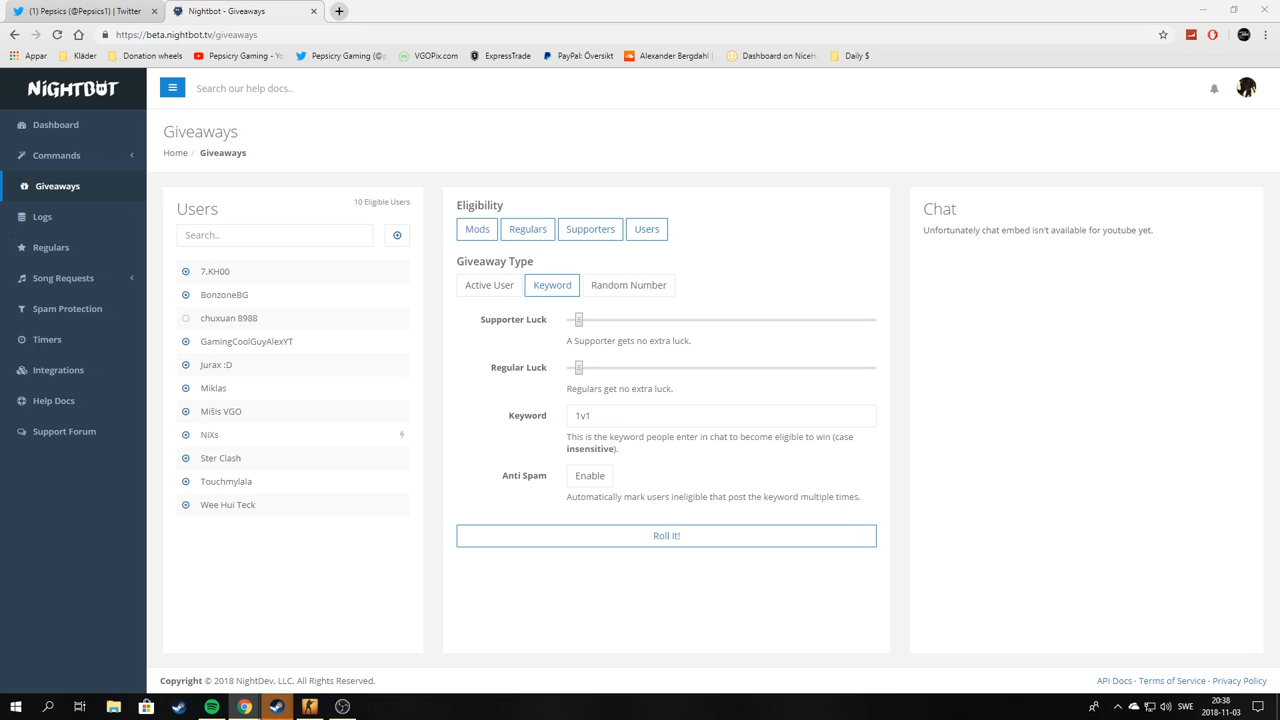 (1) Pepsics (@Pepsics1) | Twitter
Nightbot - Giveaways
https://beta.nightbot.tv/giveaways
Appar
Kläder
Donation wheels
Pepsicry Gaming - Yo
Pepsicry Gaming (@
VGOPix.com
ExpressTrade
PayPal: Översikt
Alexander Bergdahl |
Dashboard on NiceH
Daily $
NiGHTBOT
Search our help docs..
Dashboard
Commands
Giveaways
Logs
Regulars
Song Requests
Spam Protection
Timers
Integrations
Help Docs
Support Forum
Giveaways
Home / Giveaways
Users
10 Eligible Users
Search..
7.KH00
BonzoneBG
chuxuan 8988
GamingCoolGuyAlexYT
Jurax :D
Miklas
Mišis VGO
NiXs
Ster Clash
Touchmylala
Wee Hui Teck
Eligibility
Mods Regulars Supporters Users
Giveaway Type
Active User Keyword Random Number
Supporter Luck
A Supporter gets no extra luck.
Regular Luck
Regulars get no extra luck.
Keyword 1v1
This is the keyword people enter in chat to become eligible to win (case
insensitive).
Anti Spam Enable
Automatically mark users ineligible that post the keyword multiple times.
Roll It!
Chat
Unfortunately chat embed isn't available for youtube yet.
Copyright © 2018 NightDev, LLC. All Rights Reserved.
API Docs · Terms of Service · Privacy Policy
SWE
20:38
2018-11-03